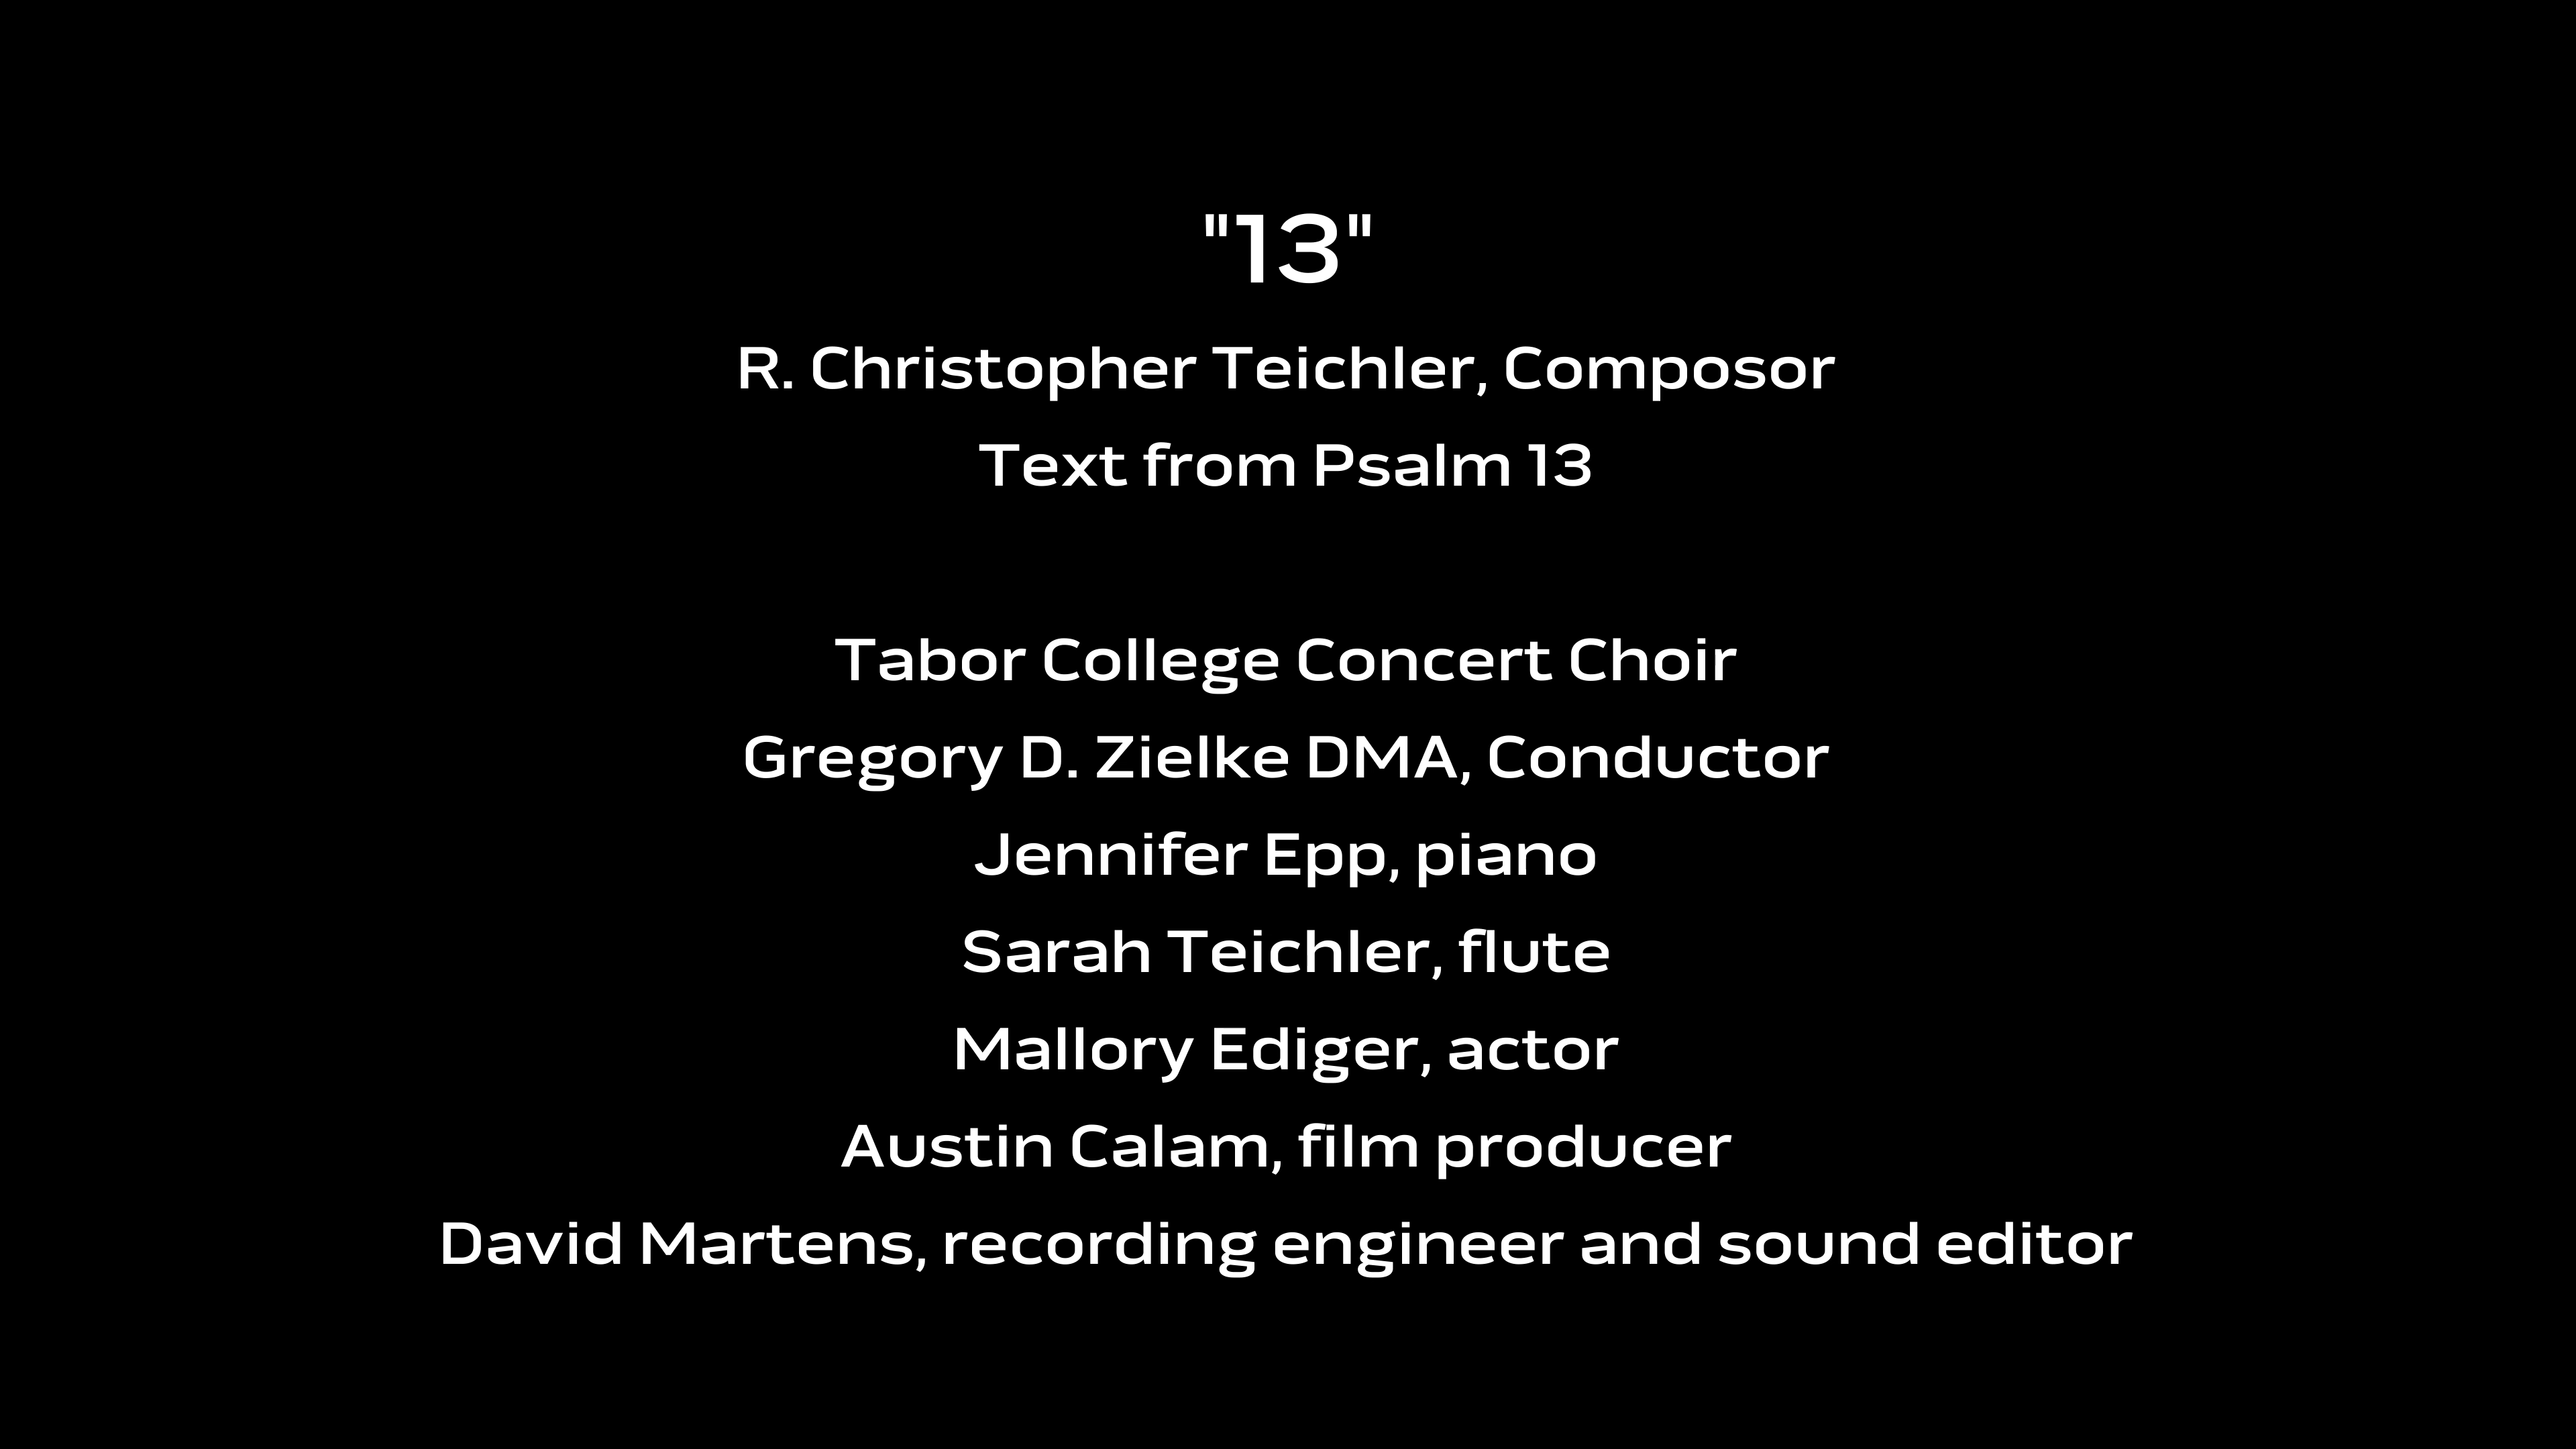 "13"
R. Christopher Teichler, Composor
Text from Psalm 13
Tabor College Concert Choir
Gregory D. Zielke DMA, Conductor
Jennifer Epp, piano
Sarah Teichler, flute
Mallory Ediger, actor
Austin Calam, film producer
David Martens, recording engineer and sound editor